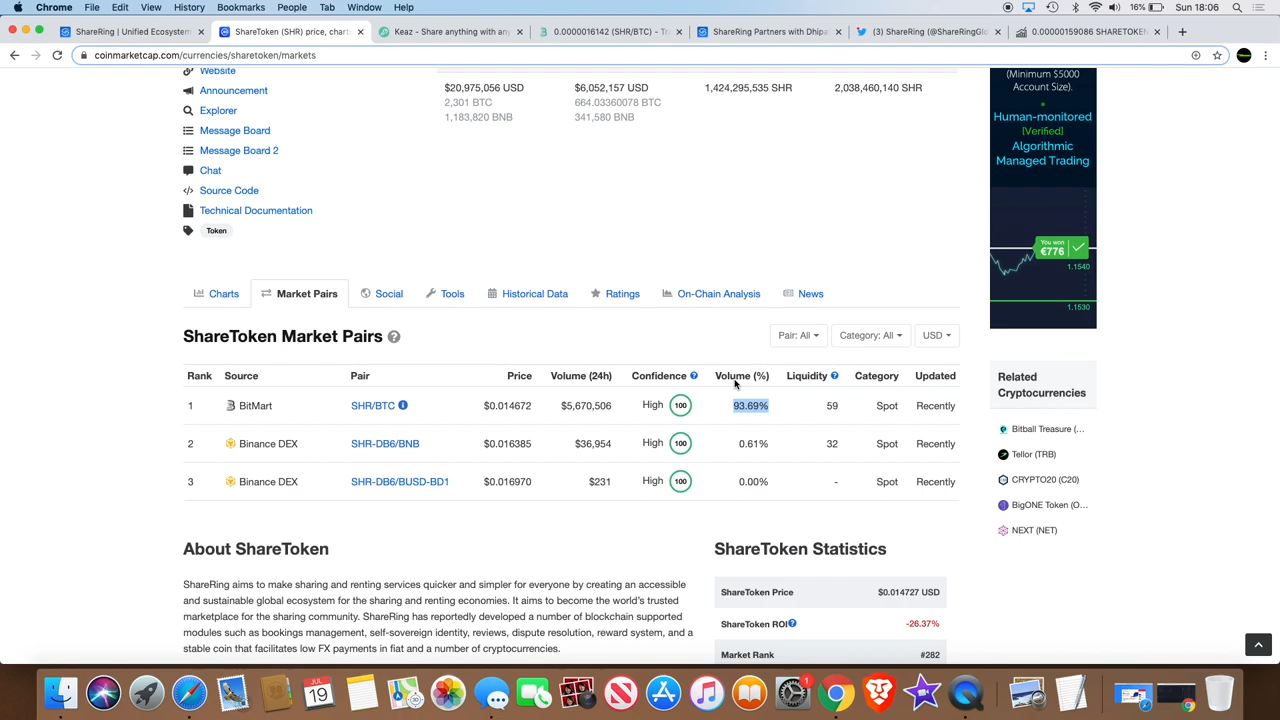 Chrome File Edit View History Bookmarks People Tab Window Help 16% Sun 18:06
ShareRing | Unified Ecosystem ShareToken (SHR) price, chart Keaz - Share anything with any 0.0000016142 (SHR/BTC) - Tr ShareRing Partners with Dhipa (3) ShareRing (@ShareRingGlo 0.00000159086 SHARETOKEN
coinmarketcap.com/currencies/sharetoken/markets
Website
Announcement
Explorer
Message Board
Message Board 2
Chat
Source Code
Technical Documentation
Token
$20,975,056 USD $6,052,157 USD 1,424,295,535 SHR 2,038,460,140 SHR
2,301 BTC 664.03360078 BTC
1,183,820 BNB 341,580 BNB
(Minimum $5000
Account Size).
Human-monitored
[Verified]
Algorithmic
Managed Trading
You won
€776
1.1540
1.1530
Charts Market Pairs Social Tools Historical Data Ratings On-Chain Analysis News
ShareToken Market Pairs
Pair: All Category: All USD
Rank Source Pair Price Volume (24h) Confidence Volume (%) Liquidity Category Updated
1 BitMart SHR/BTC $0.014672 $5,670,506 High 100 93.69% 59 Spot Recently
2 Binance DEX SHR-DB6/BNB $0.016385 $36,954 High 100 0.61% 32 Spot Recently
3 Binance DEX SHR-DB6/BUSD-BD1 $0.016970 $231 High 100 0.00% - Spot Recently
Related
Cryptocurrencies
Bitball Treasure (...
Tellor (TRB)
CRYPTO20 (C20)
BigONE Token (O...
NEXT (NET)
About ShareToken
ShareRing aims to make sharing and renting services quicker and simpler for everyone by creating an accessible
and sustainable global ecosystem for the sharing and renting economies. It aims to become the world's trusted
marketplace for the sharing community. ShareRing has reportedly developed a number of blockchain supported
modules such as bookings management, self-sovereign identity, reviews, dispute resolution, reward system, and a
stable coin that facilitates low FX payments in fiat and a number of cryptocurrencies.
ShareToken Statistics
ShareToken Price $0.014727 USD
ShareToken ROI -26.37%
Market Rank #282
JUL
19
1